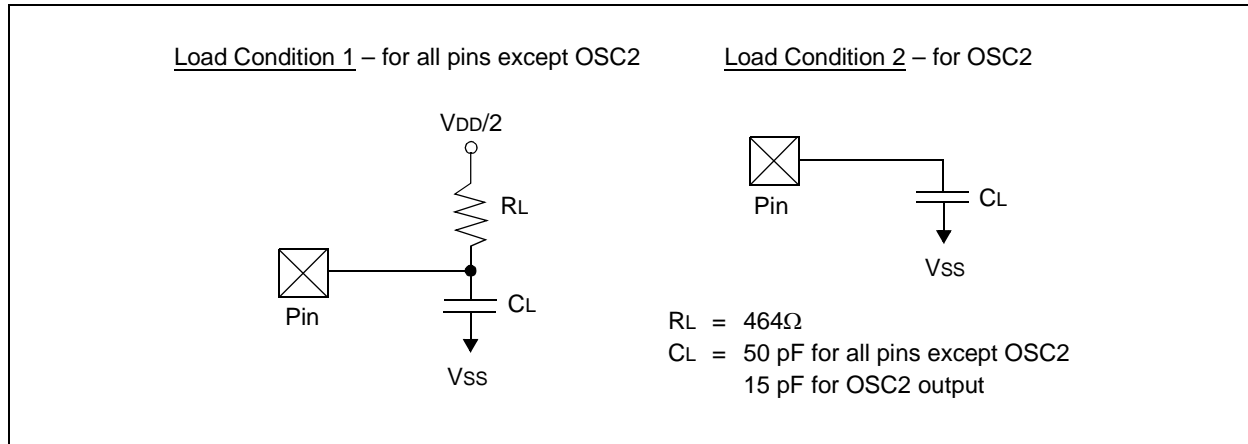 Load Condition 1 – for all pins except OSC2
Load Condition 2 – for OSC2
VDD/2
RL
Pin
CL
VSS
Pin
CL
VSS
RL = 464Ω
CL = 50 pF for all pins except OSC2
15 pF for OSC2 output